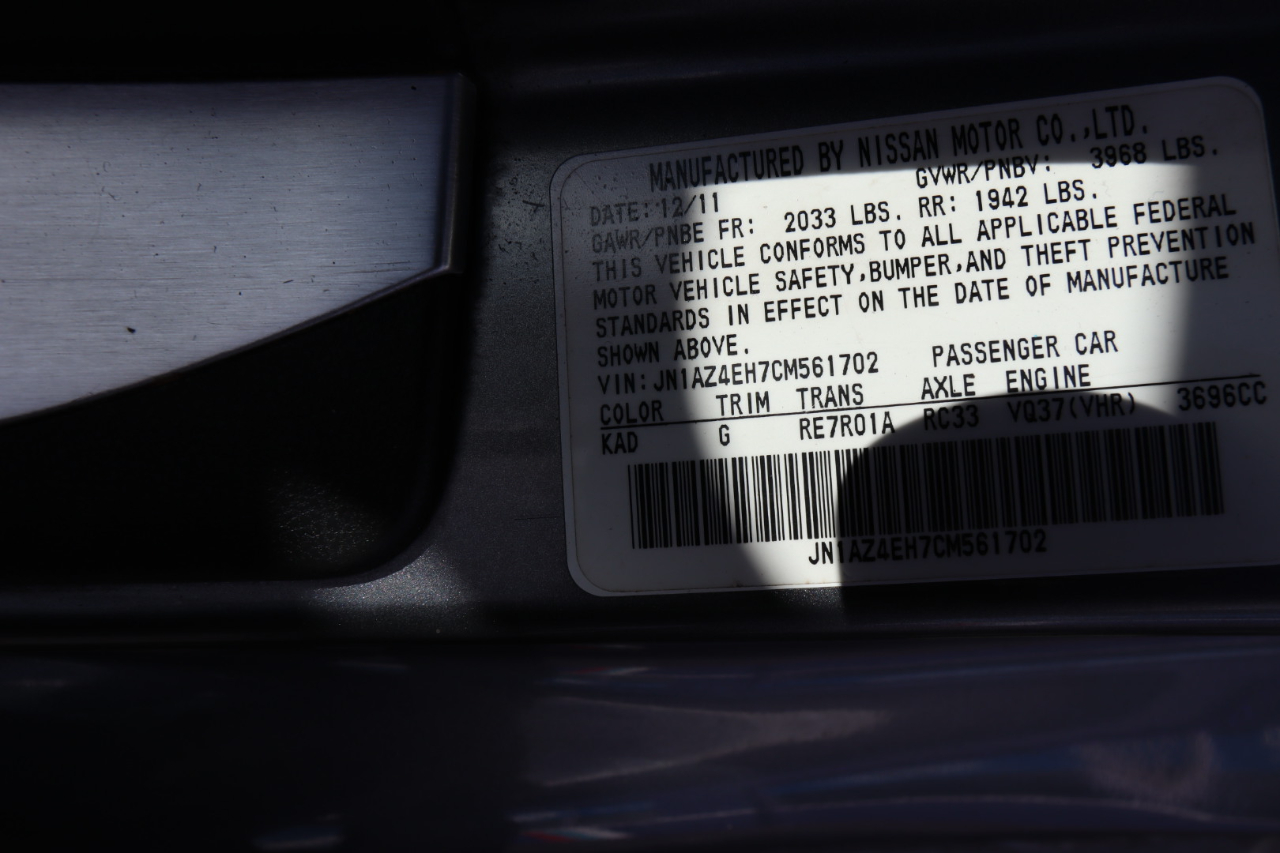 MANUFACTURED BY NISSAN MOTOR CO.,LTD.
DATE:12/11 GVWR/PNBV: 3968 LBS.
GAWR/PNBE FR: 2033 LBS. RR: 1942 LBS.
THIS VEHICLE CONFORMS TO ALL APPLICABLE FEDERAL
MOTOR VEHICLE SAFETY,BUMPER,AND THEFT PREVENTION
STANDARDS IN EFFECT ON THE DATE OF MANUFACTURE
SHOWN ABOVE.
VIN:JN1AZ4EH7CM561702 PASSENGER CAR
COLOR TRIM TRANS AXLE ENGINE
KAD G RE7R01A RC33 VQ37(VHR) 3696CC
JN1AZ4EH7CM561702